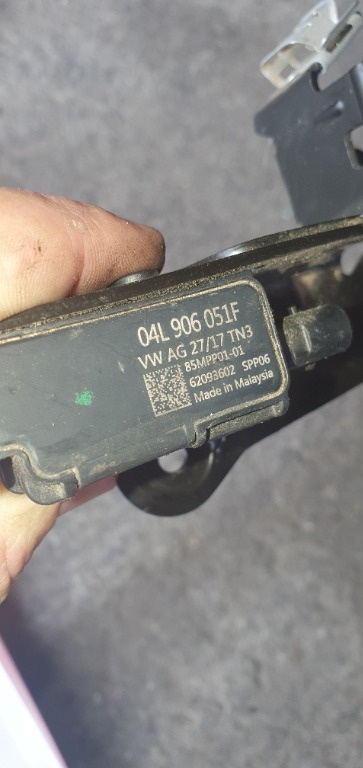 04L 906 051F
VW AG 27/17 TN3
85MPP01-01
62093602 SPP06
Made in Malaysia